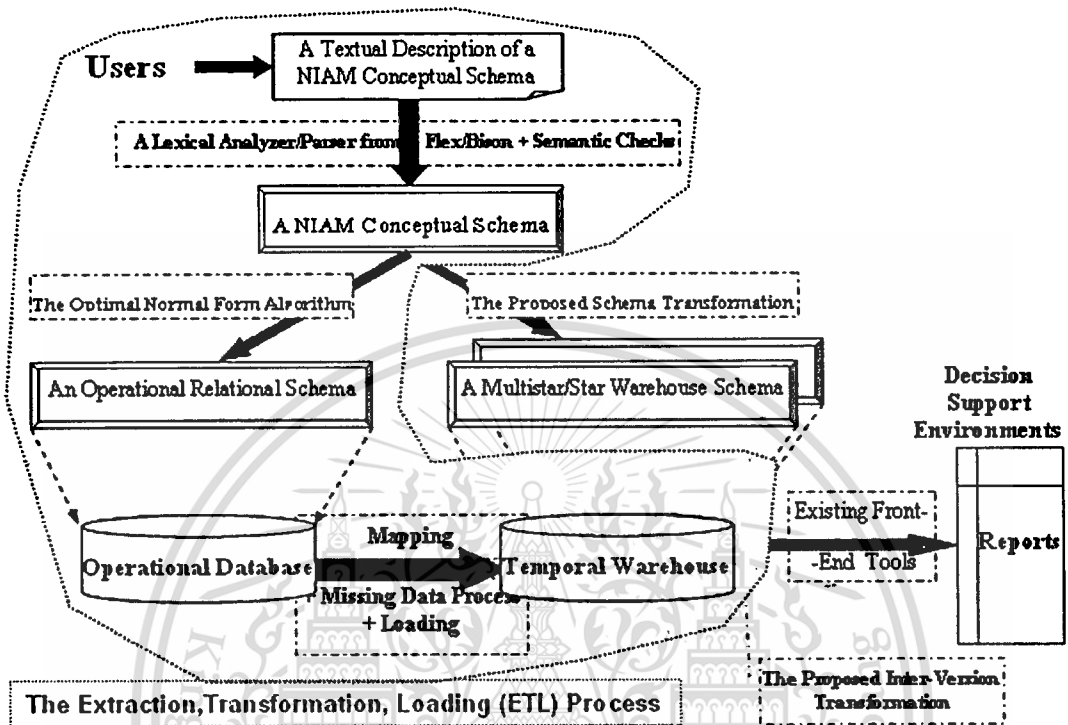 Users
A Textual Description of a
NIAM Conceptual Schema
A Lexical Analyzer/Parser from Flex/Bison + Semantic Checks
A NIAM Conceptual Schema
The Optimal Normal Form Algorithm
The Proposed Schema Transformation
An Operational Relational Schema
A Multistar/Star Warehouse Schema
Decision
Support
Environments
Operational Database
Mapping
Missing Data Process
+ Loading
Temporal Warehouse
Existing Front-
-End Tools
Reports
The Extraction,Transformation, Loading (ETL) Process
The Proposed Inter-Version
Transformation